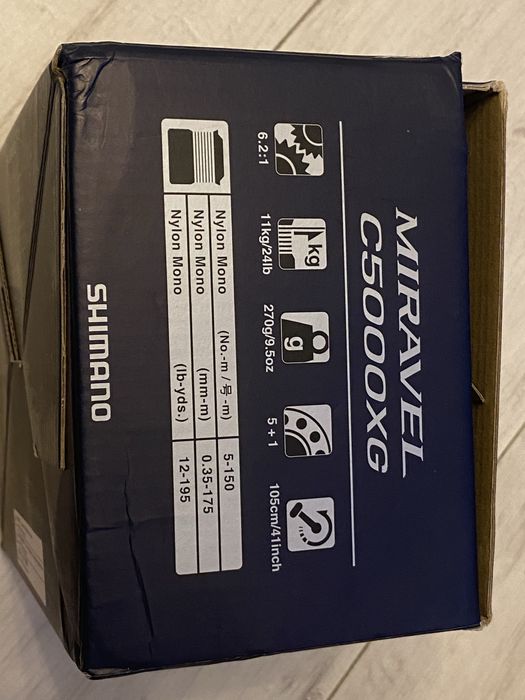 MIRAVEL
C5000XG
6.2:1
kg
11kg/24lb
g
270g/9.5oz
5 + 1
105cm/41inch
Nylon Mono (No.-m / 号-m) 5-150
Nylon Mono (mm-m) 0.35-175
Nylon Mono (lb-yds.) 12-195
SHIMANO